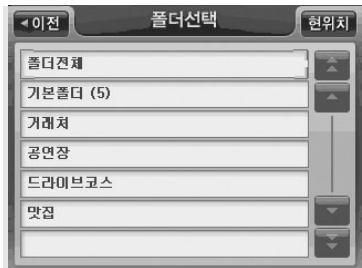 ◂이전 폴더선택 현위치
폴더전체
기본폴더 (5)
거래처
공연장
드라이브코스
맛집